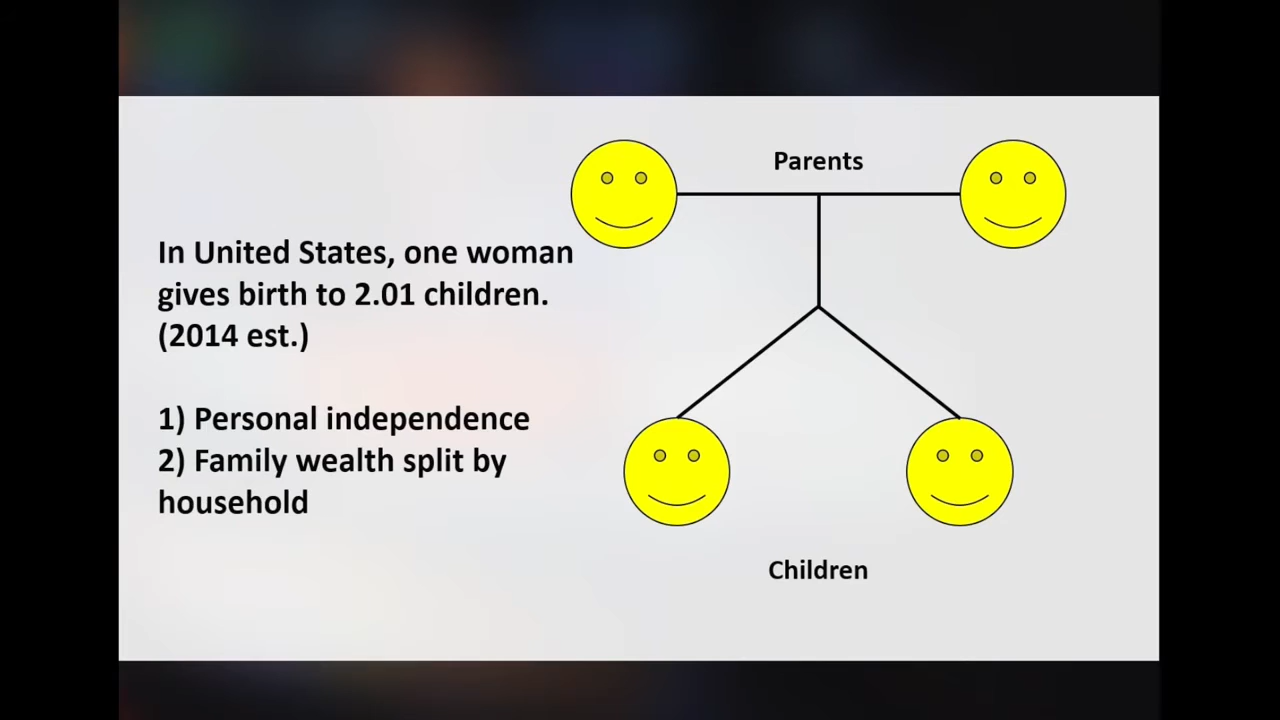 Parents
In United States, one woman
gives birth to 2.01 children.
(2014 est.)
1) Personal independence
2) Family wealth split by
household
Children